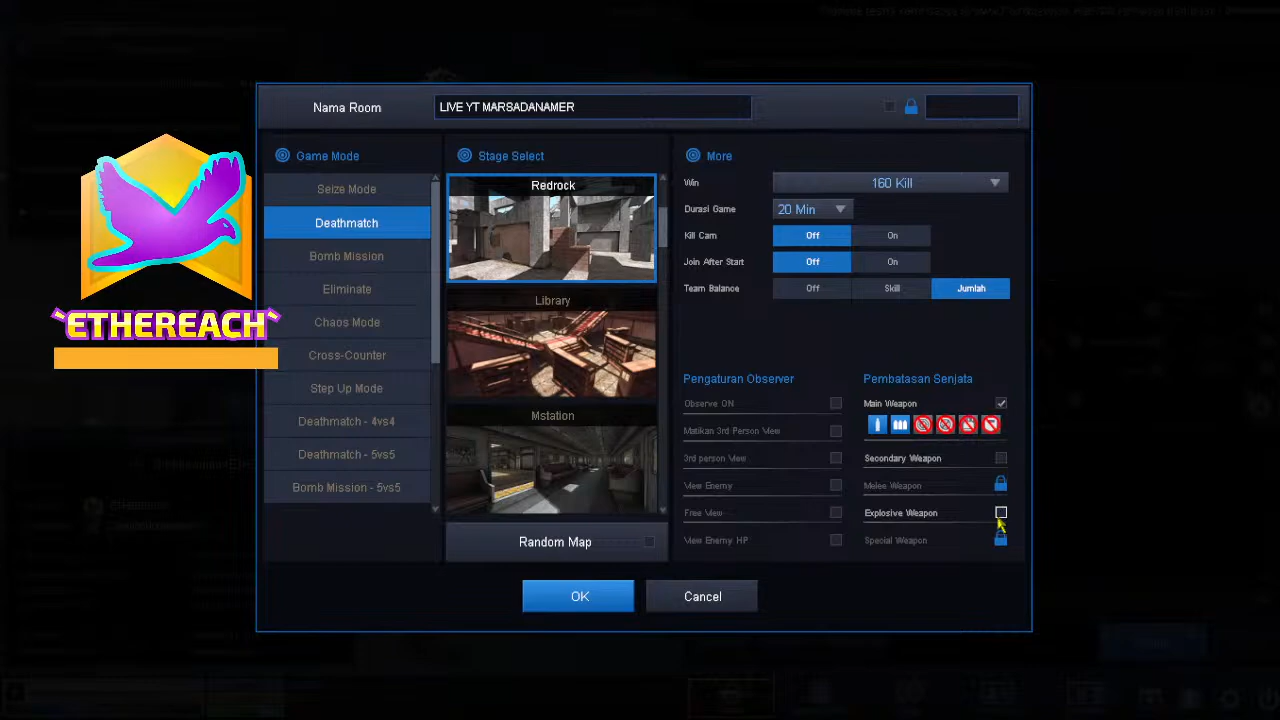 Nama Room
LIVE YT MARSADANAMER
Game Mode
Seize Mode
Deathmatch
Bomb Mission
Eliminate
Chaos Mode
Cross-Counter
Step Up Mode
Deathmatch - 4vs4
Deathmatch - 5vs5
Bomb Mission - 5vs5
Stage Select
Redrock
Library
Mstation
Random Map
More
Win
160 Kill
Durasi Game
20 Min
Kill Cam
Off
On
Join After Start
Off
On
Team Balance
Off
Skill
Jumlah
Pengaturan Observer
Observe ON
Matikan 3rd Person View
3rd person View
View Enemy
Free View
View Enemy HP
Pembatasan Senjata
Main Weapon
Secondary Weapon
Melee Weapon
Explosive Weapon
Special Weapon
OK
Cancel
`ETHEREACH`